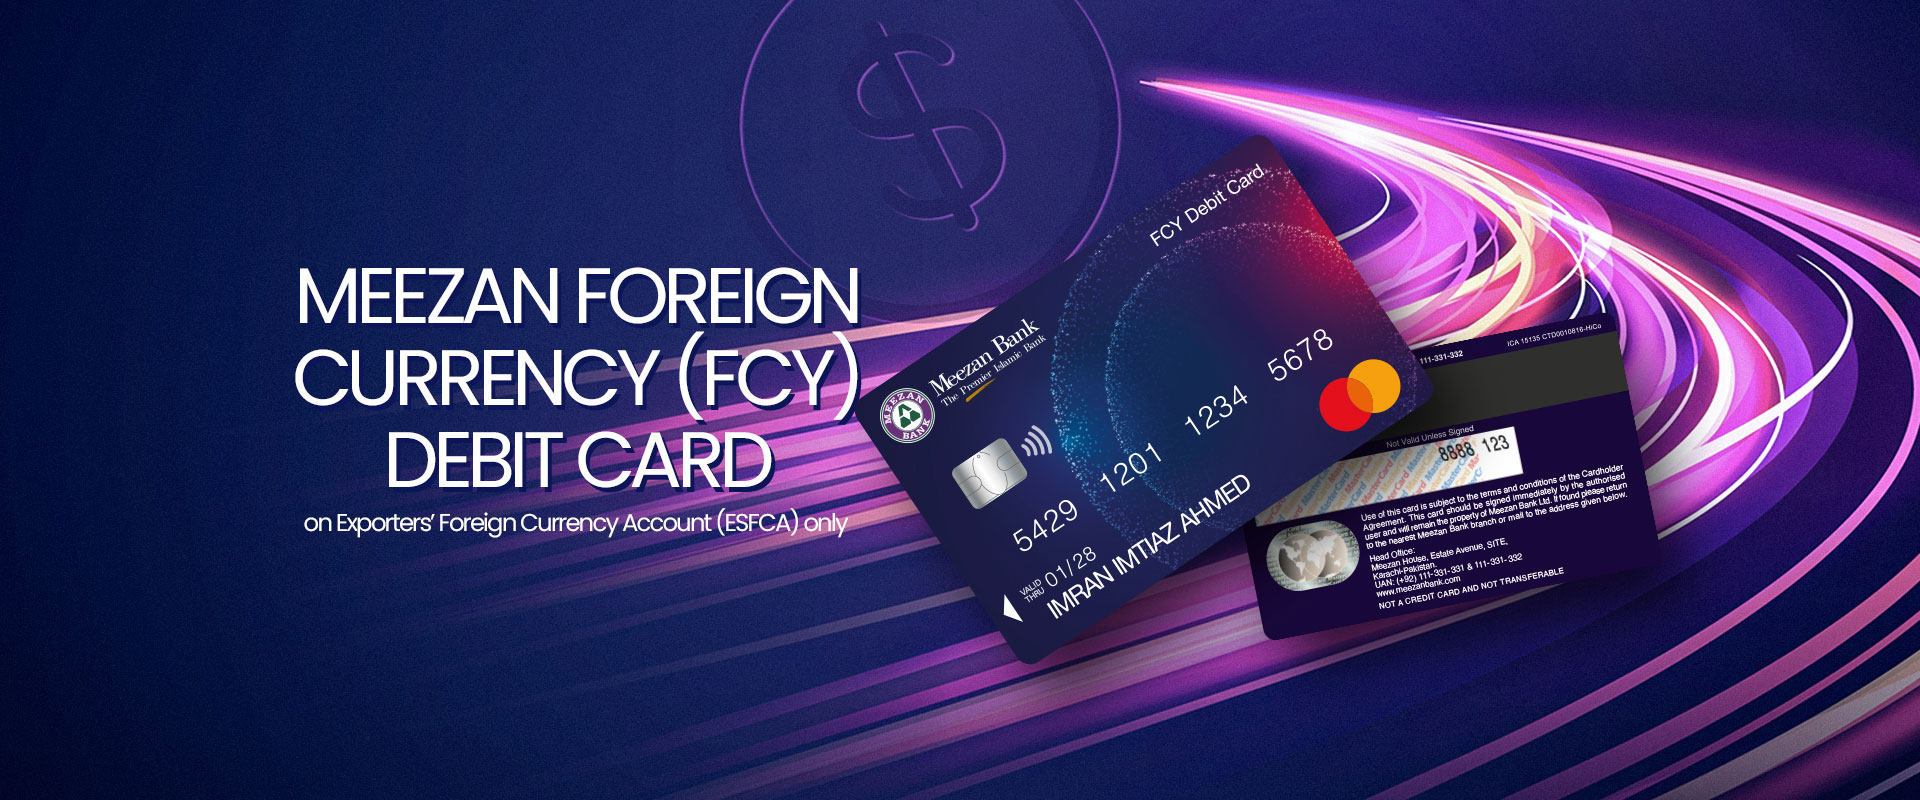 MEEZAN FOREIGN
CURRENCY (FCY)
DEBIT CARD
on Exporters' Foreign Currency Account (ESFCA) only
FCY Debit Card
Meezan Bank
The Premier Islamic Bank
MEEZAN BANK
5429 1201 1234 5678
VALID
THRU 01/28
IMRAN IMTIAZ AHMED
111-331-332
ICA 15135 CTD0010816-HiCo
Not Valid Unless Signed
8888 123
Use of this card is subject to the terms and conditions of the Cardholder
Agreement. This card should be signed immediately by the authorised
user and will remain the property of Meezan Bank Ltd. If found please return
to the nearest Meezan Bank branch or mail to the address given below.
Head Office:
Meezan House, Estate Avenue, SITE,
Karachi-Pakistan.
UAN: (+92) 111-331-331 & 111-331-332
www.meezanbank.com
NOT A CREDIT CARD AND NOT TRANSFERABLE